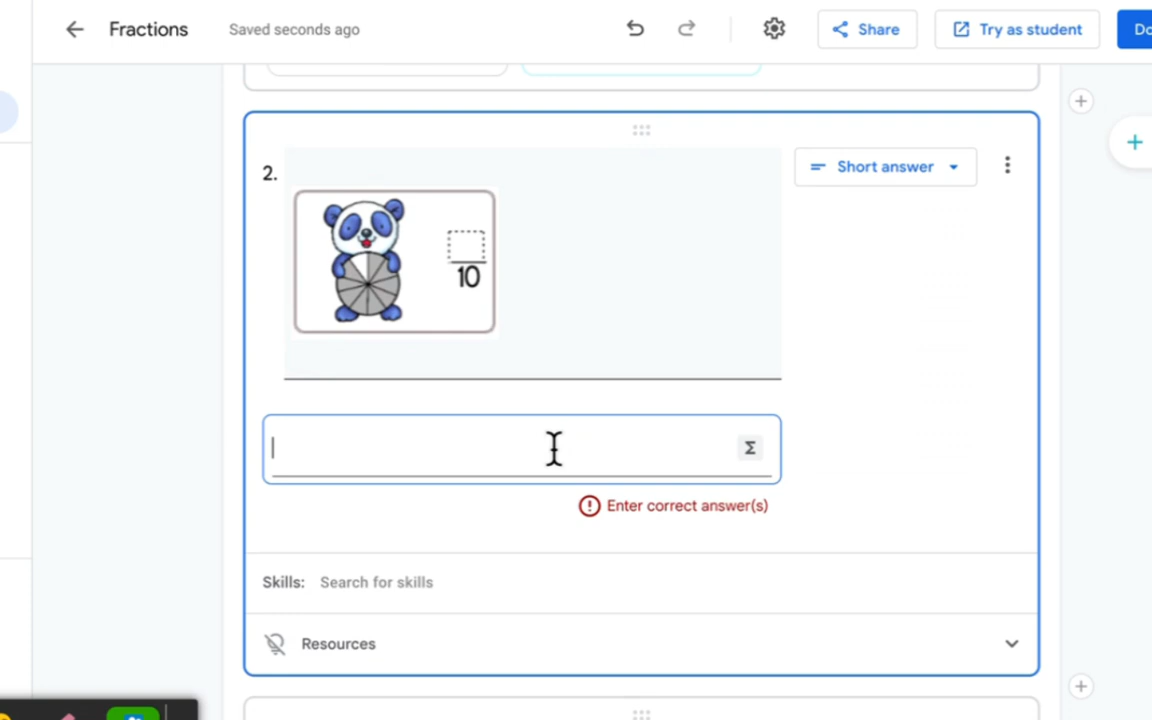 Fractions
Saved seconds ago
Share
Try as student
Do
2.
10
Short answer
Σ
Enter correct answer(s)
Skills:
Search for skills
Resources